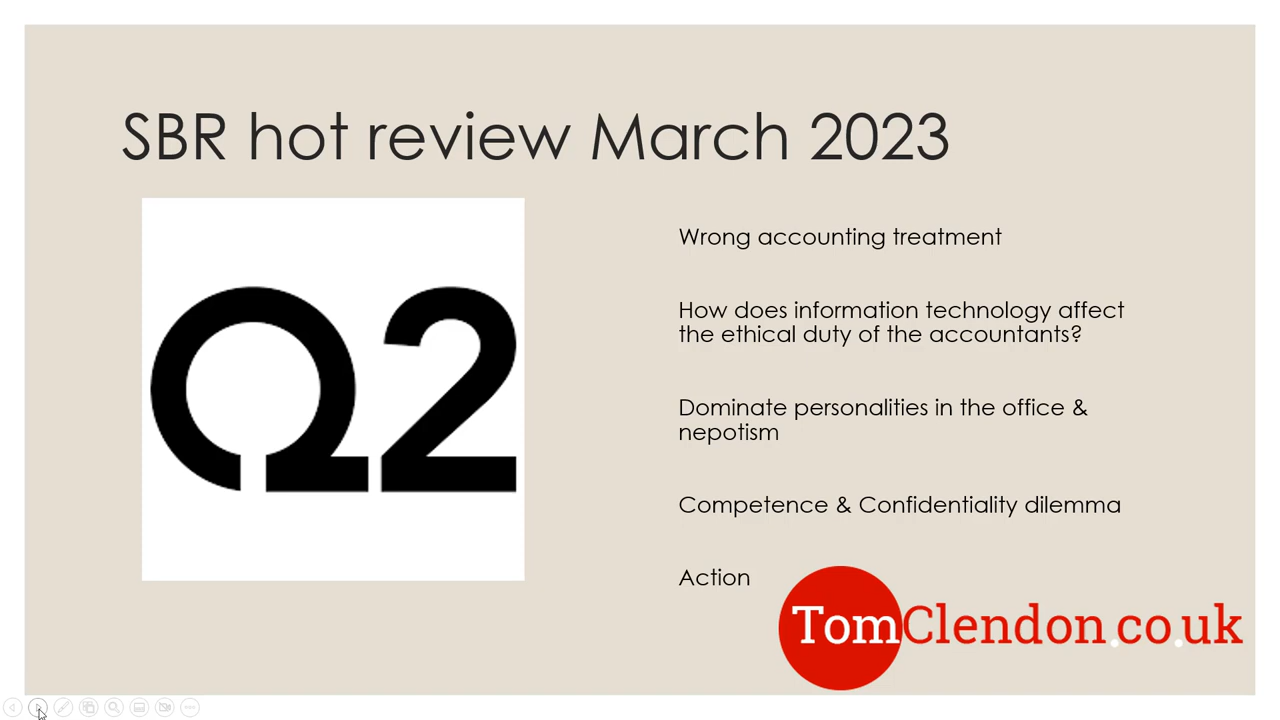 SBR hot review March 2023
Q2
Wrong accounting treatment
How does information technology affect
the ethical duty of the accountants?
Dominate personalities in the office &
nepotism
Competence & Confidentiality dilemma
Action
TomClendon.co.uk